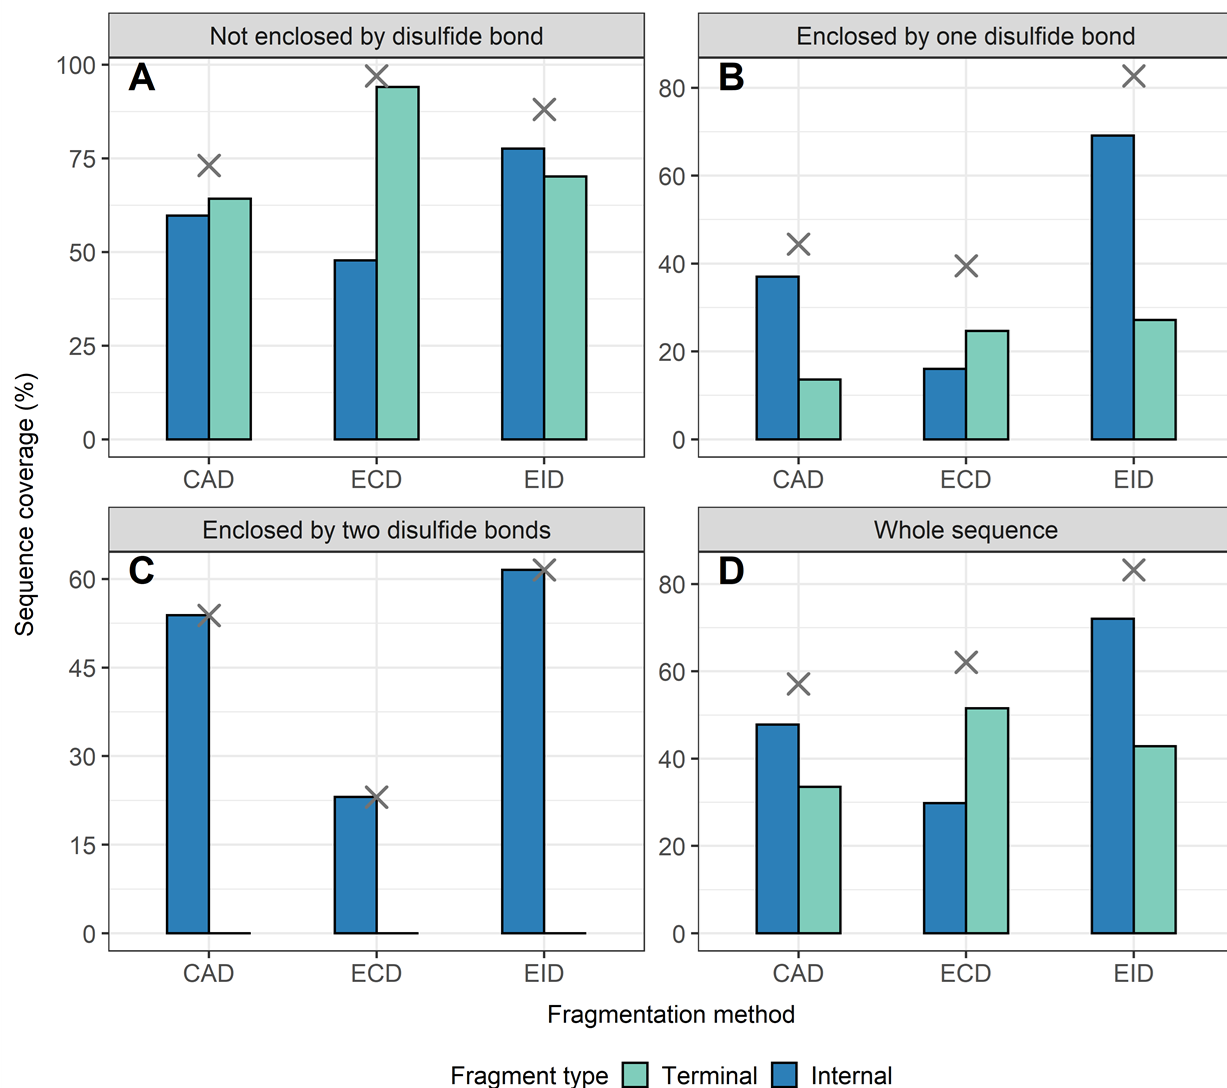 Not enclosed by disulfide bond
Enclosed by one disulfide bond
A
B
100
75
50
25
0
80
60
40
20
0
CAD ECD EID
CAD ECD EID
Sequence coverage (%)
Enclosed by two disulfide bonds
Whole sequence
C
D
60
45
30
15
0
80
60
40
20
0
CAD ECD EID
CAD ECD EID
Fragmentation method
Fragment type Terminal Internal